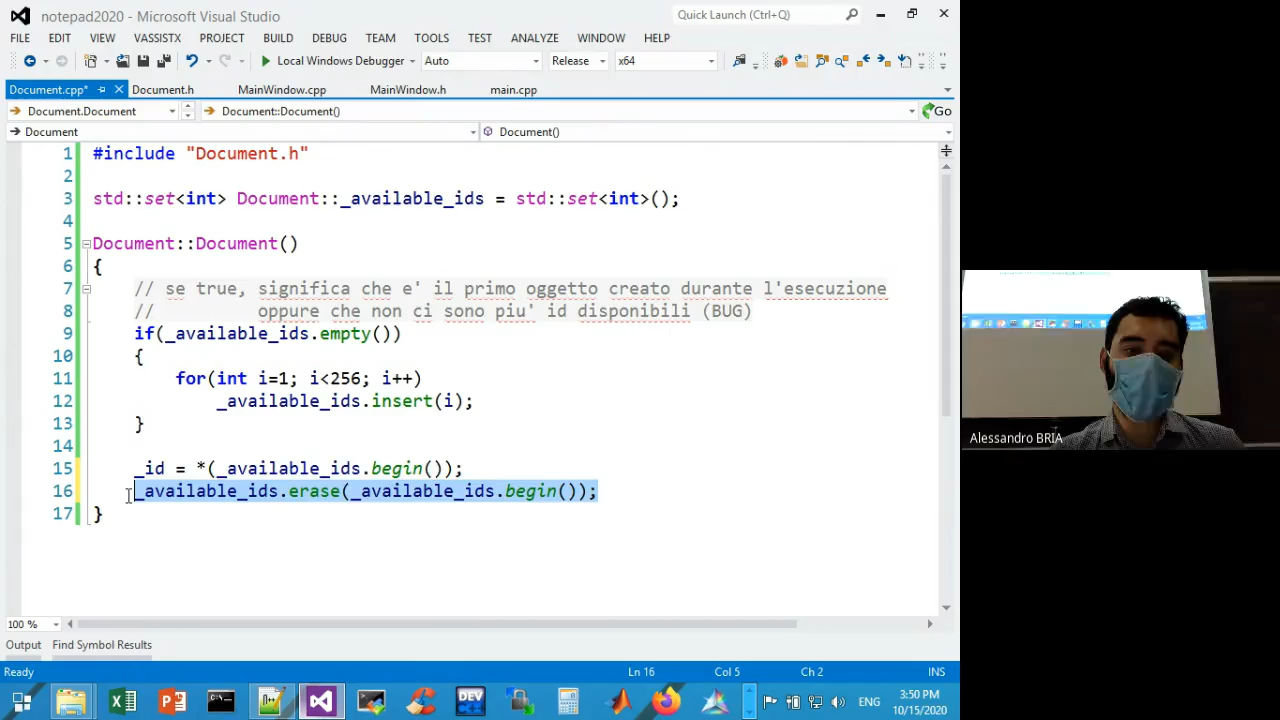 notepad2020 - Microsoft Visual Studio
Quick Launch (Ctrl+Q)
FILE EDIT VIEW VASSISTX PROJECT BUILD DEBUG TEAM TOOLS TEST ANALYZE WINDOW HELP
Local Windows Debugger Auto Release x64
Document.cpp* Document.h MainWindow.cpp MainWindow.h main.cpp
Document.Document Document::Document() Go
Document Document()
1 #include "Document.h"
2
3 std::set<int> Document::_available_ids = std::set<int>();
4
5 Document::Document()
6 {
7 // se true, significa che e' il primo oggetto creato durante l'esecuzione
8 // oppure che non ci sono piu' id disponibili (BUG)
9 if(_available_ids.empty())
10 {
11 for(int i=1; i<256; i++)
12 _available_ids.insert(i);
13 }
14
15 _id = *(_available_ids.begin());
16 _available_ids.erase(_available_ids.begin());
17 }
Alessandro BRIA
100 %
Output Find Symbol Results
Ready Ln 16 Col 5 Ch 2 INS
DEV
ENG
3:50 PM
10/15/2020